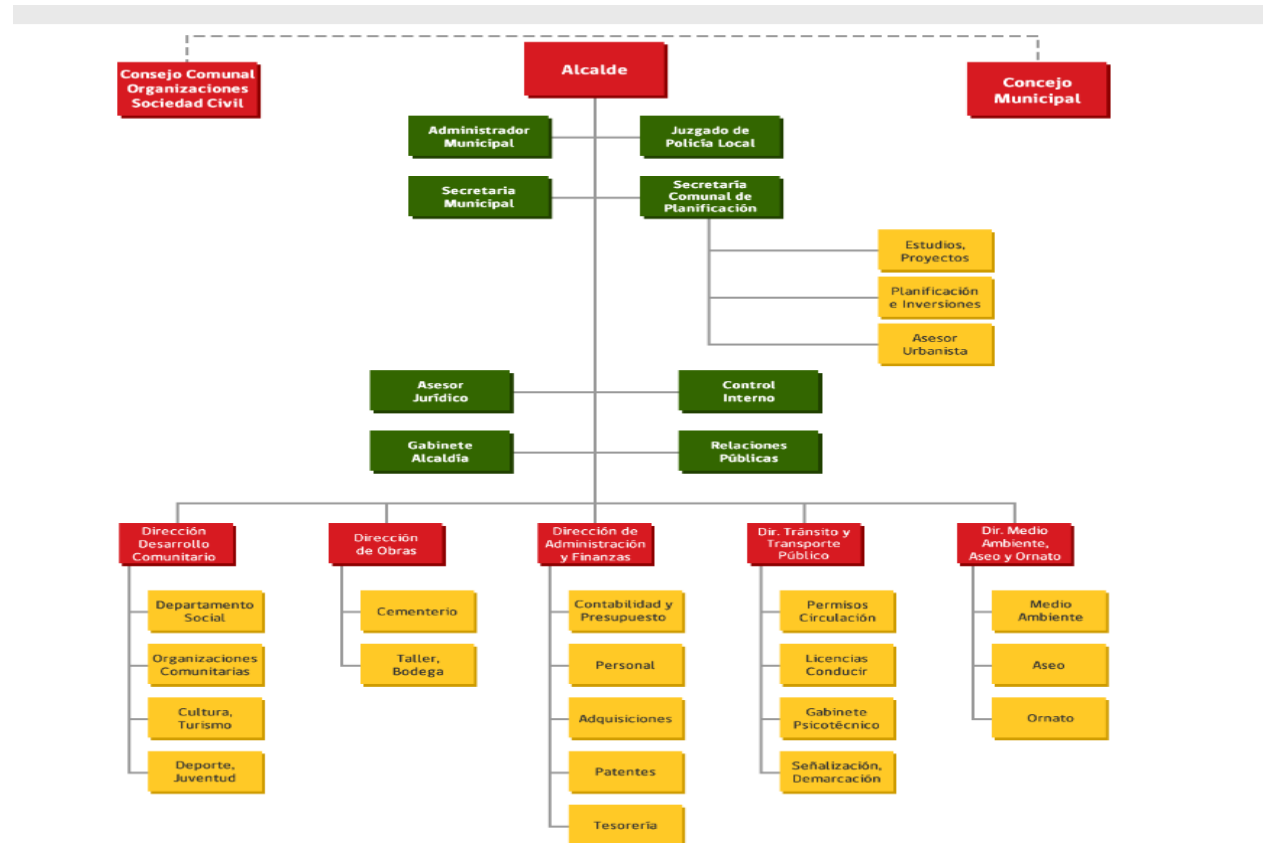 Consejo Comunal
Organizaciones
Sociedad Civil
Alcalde
Concejo
Municipal
Administrador
Municipal
Juzgado de
Policía Local
Secretaria
Municipal
Secretaría
Comunal de
Planificación
Estudios,
Proyectos
Planificación
e Inversiones
Asesor
Urbanista
Asesor
Jurídico
Control
Interno
Gabinete
Alcaldía
Relaciones
Públicas
Dirección
Desarrollo
Comunitario
Departamento
Social
Organizaciones
Comunitarias
Cultura,
Turismo
Deporte,
Juventud
Dirección
de Obras
Cementerio
Taller,
Bodega
Dirección de
Administración
y Finanzas
Contabilidad y
Presupuesto
Personal
Adquisiciones
Patentes
Tesorería
Dir. Tránsito y
Transporte
Público
Permisos
Circulación
Licencias
Conducir
Gabinete
Psicotécnico
Señalización,
Demarcación
Dir. Medio
Ambiente,
Aseo y Ornato
Medio
Ambiente
Aseo
Ornato